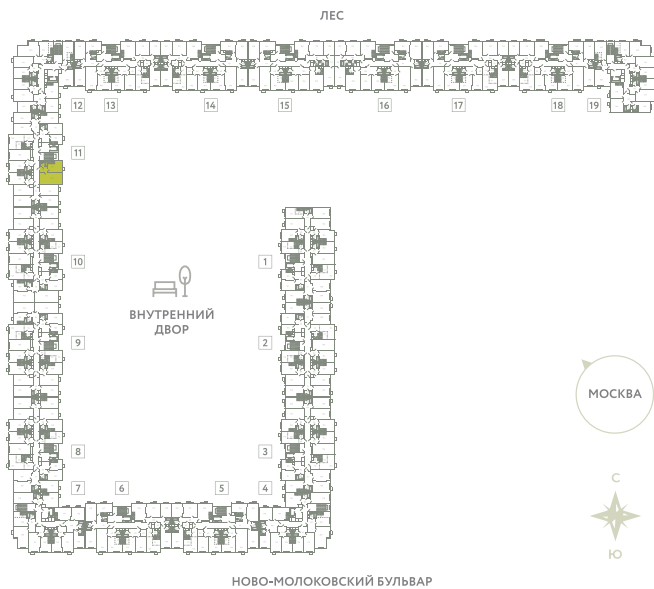 ЛЕС
12 13 14 15 16 17 18 19
11
10 1
ВНУТРЕННИЙ
ДВОР
9 2
МОСКВА
8 3
С
7 6 5 4
Ю
НОВО-МОЛОКОВСКИЙ БУЛЬВАР